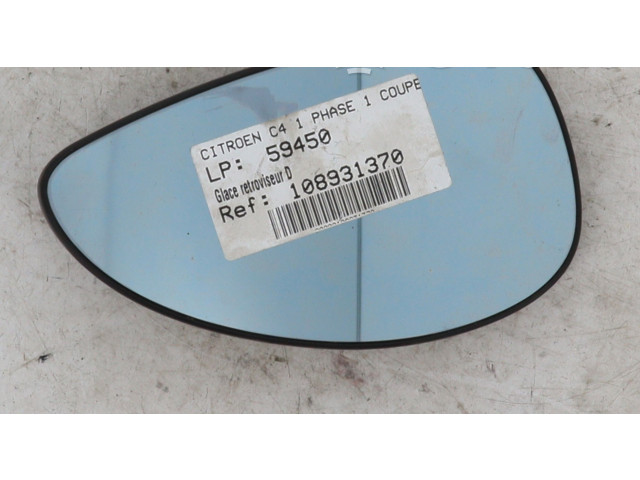 CITROEN C4 1 PHASE 1 COUPE
LP: 59450
Glace retroviseur D
Ref: 108931370